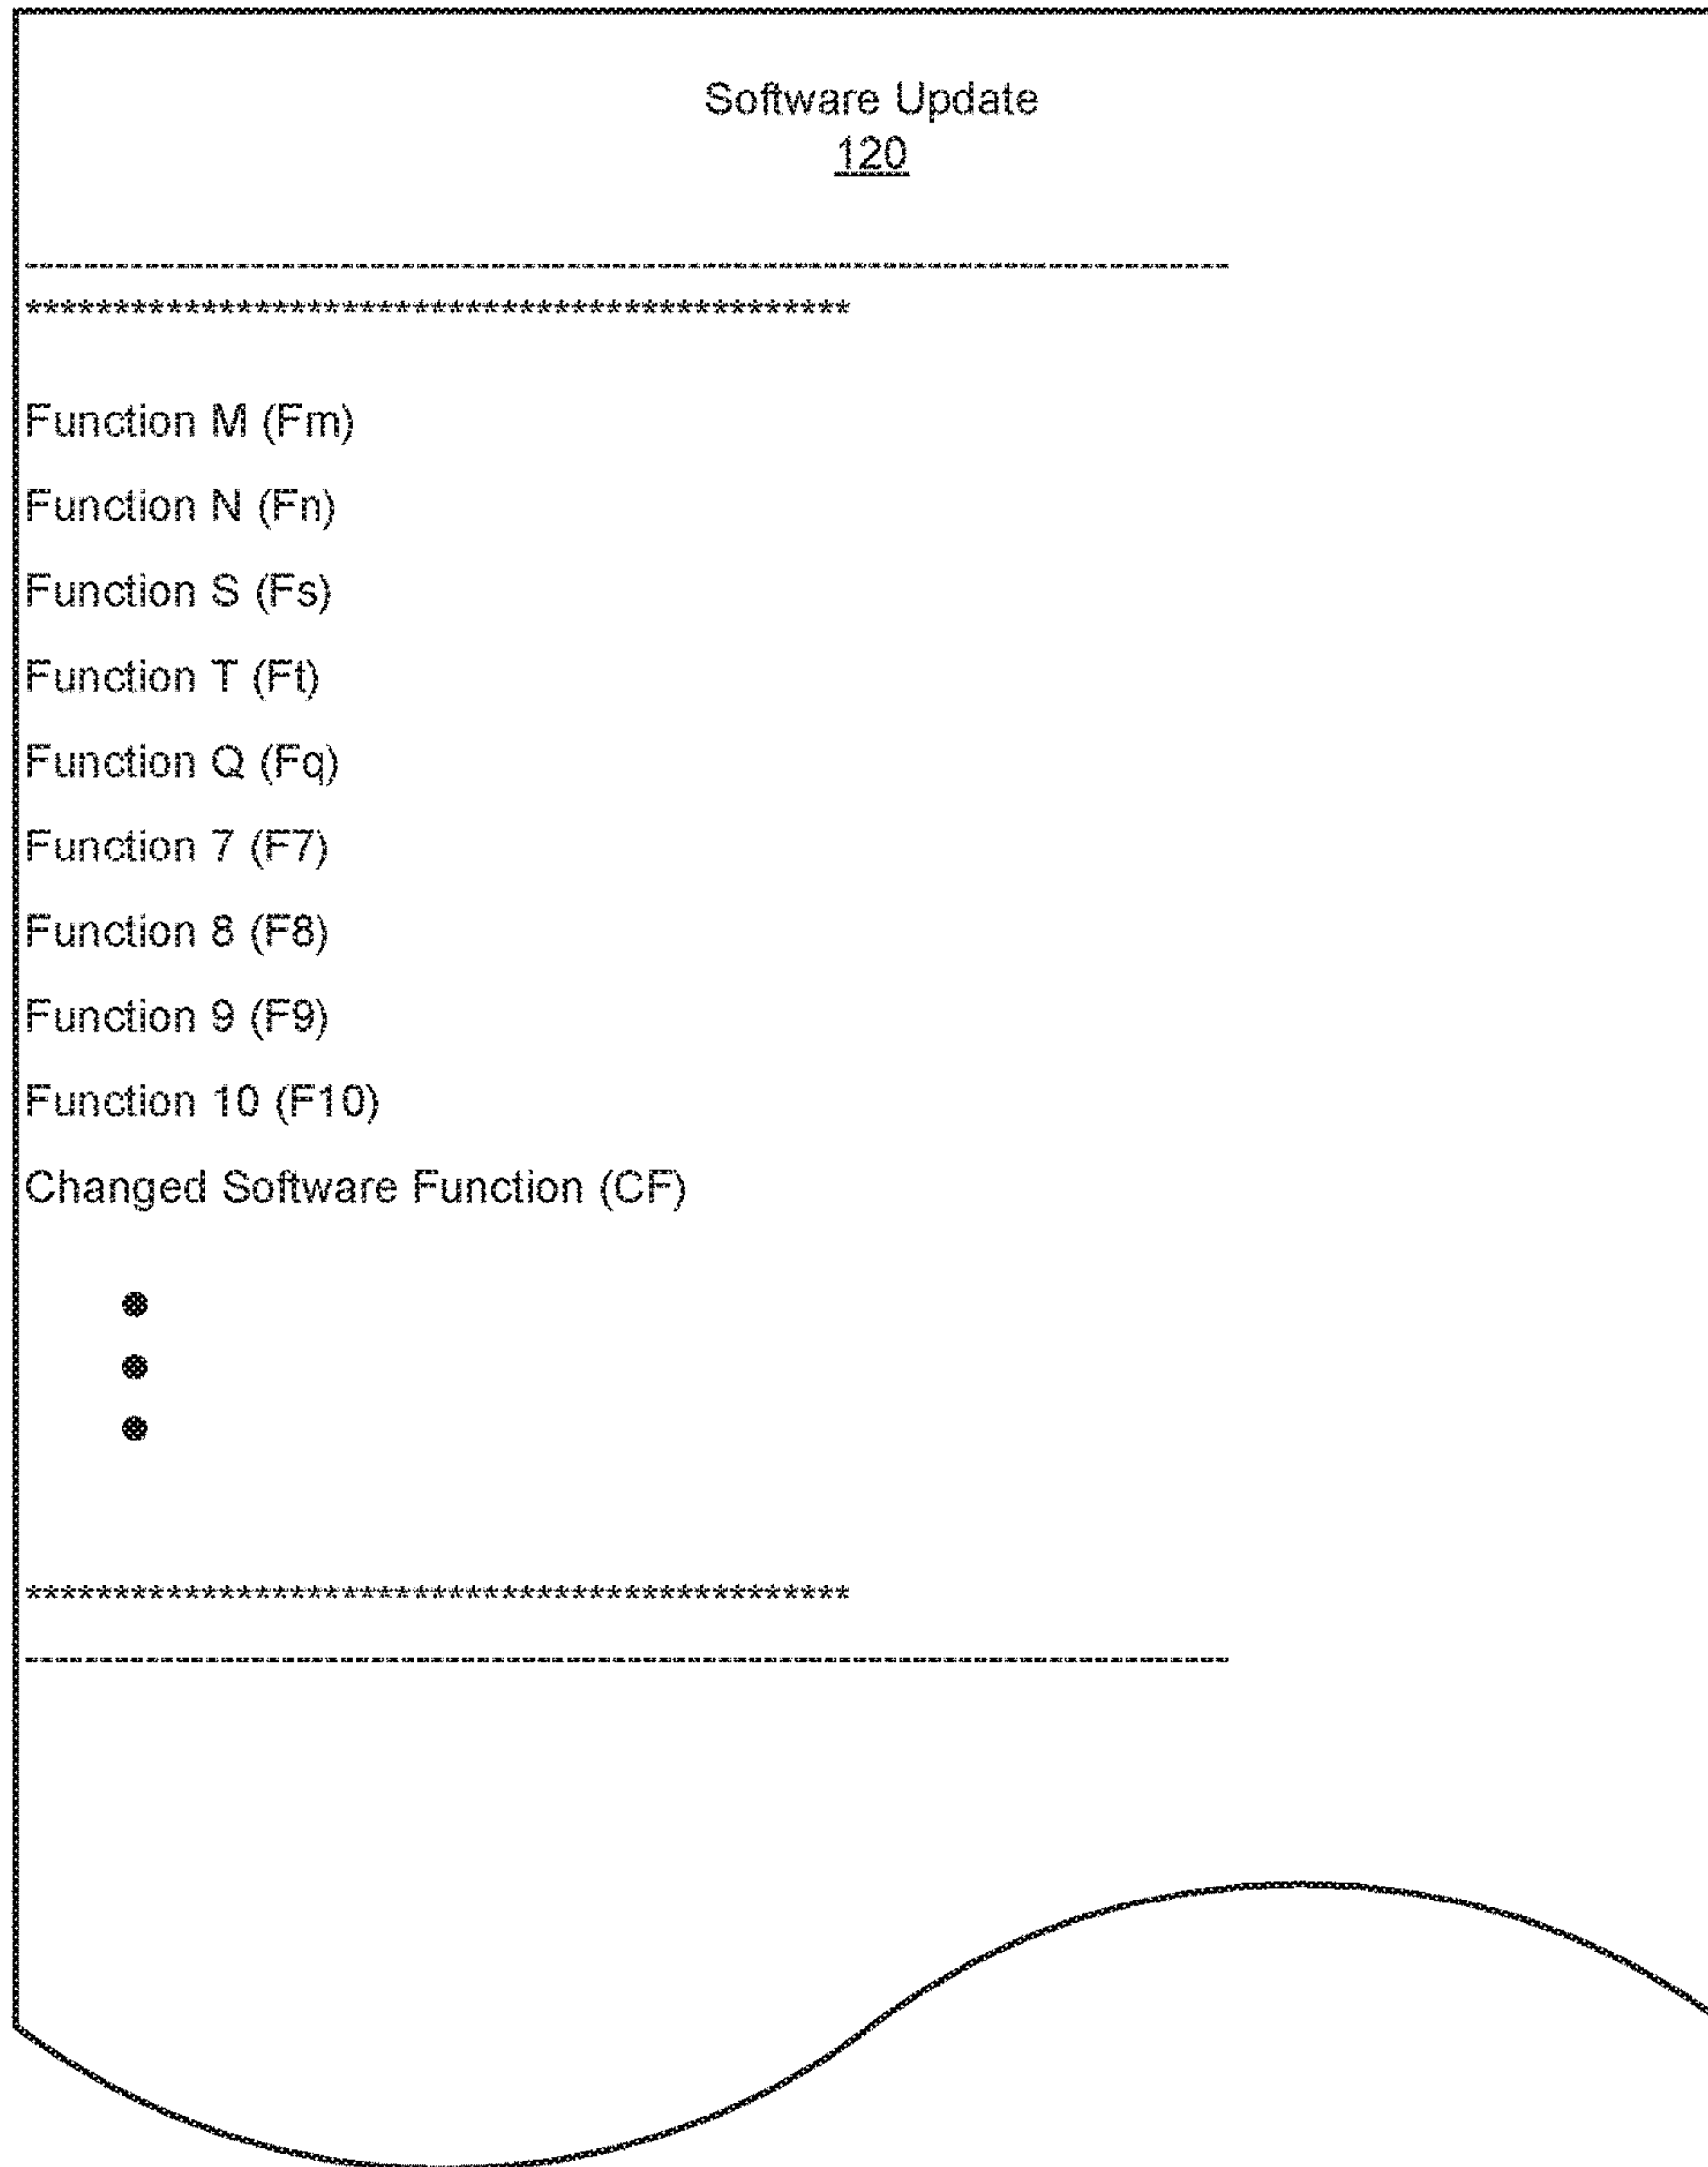 Software Update
120
--------------------------------------------------------------------------------
***********************************************
Function M (Fm)
Function N (Fn)
Function S (Fs)
Function T (Ft)
Function Q (Fq)
Function 7 (F7)
Function 8 (F8)
Function 9 (F9)
Function 10 (F10)
Changed Software Function (CF)
●
●
●
***********************************************
--------------------------------------------------------------------------------